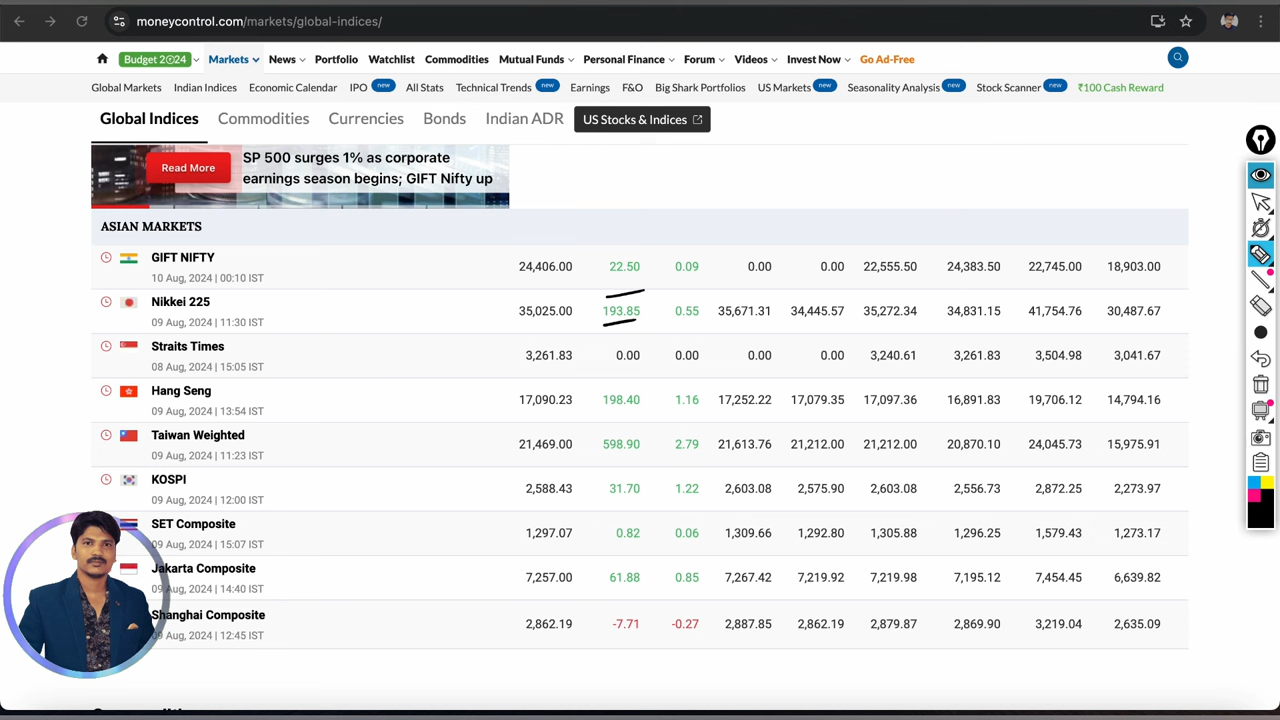 moneycontrol.com/markets/global-indices/
Budget 2024 Markets News Portfolio Watchlist Commodities Mutual Funds Personal Finance Forum Videos Invest Now Go Ad-Free
Global Markets Indian Indices Economic Calendar IPO new All Stats Technical Trends new Earnings F&O Big Shark Portfolios US Markets new Seasonality Analysis new Stock Scanner new ₹100 Cash Reward
Global Indices Commodities Currencies Bonds Indian ADR US Stocks & Indices
Read More
SP 500 surges 1% as corporate
earnings season begins; GIFT Nifty up
ASIAN MARKETS
GIFT NIFTY
10 Aug, 2024 | 00:10 IST
24,406.00 22.50 0.09 0.00 0.00 22,555.50 24,383.50 22,745.00 18,903.00
Nikkei 225
09 Aug, 2024 | 11:30 IST
35,025.00 193.85 0.55 35,671.31 34,445.57 35,272.34 34,831.15 41,754.76 30,487.67
Straits Times
08 Aug, 2024 | 15:05 IST
3,261.83 0.00 0.00 0.00 0.00 3,240.61 3,261.83 3,504.98 3,041.67
Hang Seng
09 Aug, 2024 | 13:54 IST
17,090.23 198.40 1.16 17,252.22 17,079.35 17,097.36 16,891.83 19,706.12 14,794.16
Taiwan Weighted
09 Aug, 2024 | 11:23 IST
21,469.00 598.90 2.79 21,613.76 21,212.00 21,212.00 20,870.10 24,045.73 15,975.91
KOSPI
09 Aug, 2024 | 12:00 IST
2,588.43 31.70 1.22 2,603.08 2,575.90 2,603.08 2,556.73 2,872.25 2,273.97
SET Composite
09 Aug, 2024 | 15:07 IST
1,297.07 0.82 0.06 1,309.66 1,292.80 1,305.88 1,296.25 1,579.43 1,273.17
Jakarta Composite
09 Aug, 2024 | 14:40 IST
7,257.00 61.88 0.85 7,267.42 7,219.92 7,219.93 7,195.12 7,454.45 6,639.82
Shanghai Composite
09 Aug, 2024 | 12:45 IST
2,862.19 -7.71 -0.27 2,887.85 2,862.19 2,879.87 2,869.90 3,219.04 2,635.09